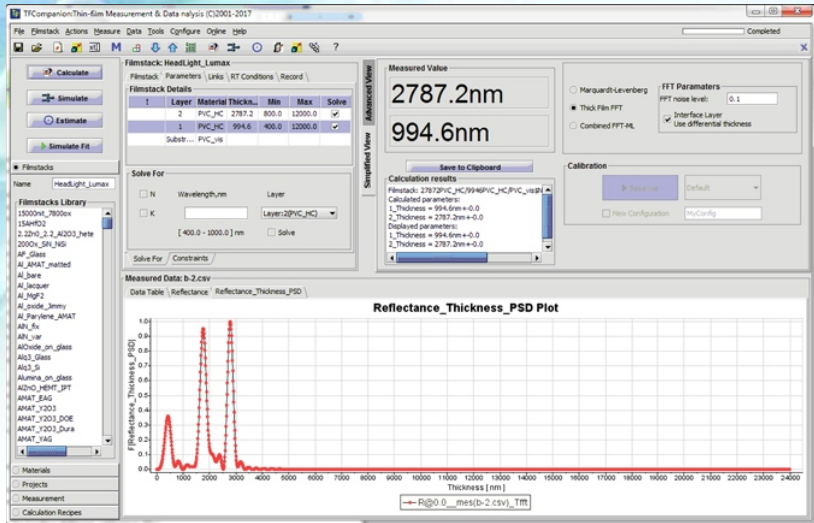 TFCompanion:Thin-film Measurement & Data nalysis (C)2001-2017
File Filmstack Actions Measure Data Tools Configure Online Help
Completed
Calculate
Simulate
Estimate
Simulate Fit
Filmstacks
Name HeadLight_Lumax
Filmstacks Library
15000nit_7800ox
15AHfO2
2.2ZnO_2.2_Al2O3_hete
200Ox_SiN_NSi
AF_Glass
Al_AMAT_matted
Al_bare
Al_lacquer
Al_MgF2
Al_oxide_Jimmy
Al_Parylene_AMAT
AlN_fix
AlN_var
AlOxide_on_glass
Alq3_Glass
Alq3_Si
Alumina_on_glass
AlZnO_HEMT_IPT
AMAT_EAG
AMAT_Y2O3
AMAT_Y2O3_DOE
AMAT_Y2O3_Dura
AMAT_YAG
Materials
Projects
Measurement
Calculation Recipes
Filmstack: HeadLight_Lumax
Filmstack Parameters Links RT Conditions Record
Filmstack Details
! Layer Material Thickn... Min Max Solve
2 PVC_HC 2787.2 800.0 12000.0
1 PVC_HC 994.6 400.0 12000.0
Substr... PVC_vis
Solve For
N Wavelength,nm Layer
K Layer:2(PVC_HC)
[ 400.0 - 1000.0 ] nm Solve
Solve For Constraints
Advanced View
Simplified View
Measured Value
2787.2nm
994.6nm
Save to Clipboard
Calculation results
Filmstack: 27872PVC_HC/9946PVC_HC/PVC_vis$N
Calculated parameters:
1_Thickness = 994.6nm+-0.0
2_Thickness = 2787.2nm+-0.0
Displayed parameters:
1_Thickness = 994.6nm+-0.0
2_Thickness = 2787.2nm+-0.0
Marquardt-Levenberg
Thick Film FFT
Combined FFT-ML
FFT Paramaters
FFT noise level: 0.1
Interface Layer
Use differential thickness
Calibration
Default
New Configuration MyConfig
Measured Data: b-2.csv
Data Table Reflectance Reflectance_Thickness_PSD
Reflectance_Thickness_PSD Plot
F[Reflectance_Thickness_PSD]
1.0
0.9
0.8
0.7
0.6
0.5
0.4
0.3
0.2
0.1
0.0
0 1000 2000 3000 4000 5000 6000 7000 8000 9000 10000 11000 12000 13000 14000 15000 16000 17000 18000 19000 20000 21000 22000 23000 24000
Thickness [ nm ]
R@0.0__mes(b-2.csv)_Tfft